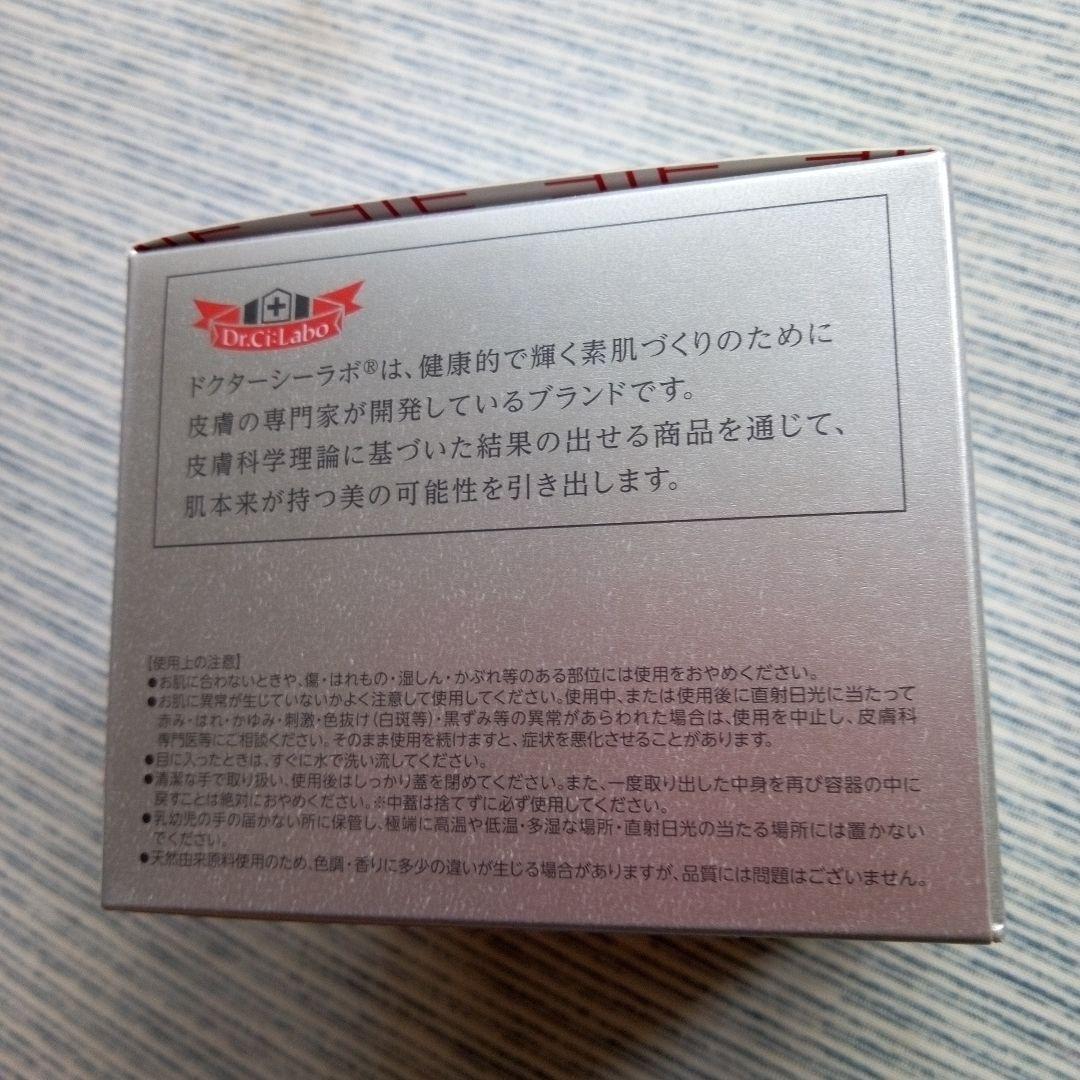 Dr.Ci:Labo
ドクターシーラボ®は、健康的で輝く素肌づくりのために
皮膚の専門家が開発しているブランドです。
皮膚科学理論に基づいた結果の出せる商品を通じて、
肌本来が持つ美の可能性を引き出します。
【使用上の注意】
●お肌に合わないときや、傷・はれもの・湿しん・かぶれ等のある部位には使用をおやめください。
●お肌に異常が生じていないかよく注意して使用してください。使用中、または使用後に直射日光に当たって
赤み・はれ・かゆみ・刺激・色抜け(白斑等)・黒ずみ等の異常があらわれた場合は、使用を中止し、皮膚科
専門医等にご相談ください。そのまま使用を続けますと、症状を悪化させることがあります。
●目に入ったときは、すぐに水で洗い流してください。
●清潔な手で取り扱い、使用後はしっかり蓋を閉めてください。また、一度取り出した中身を再び容器の中に
戻すことは絶対におやめください。※中蓋は捨てずに必ず使用してください。
●乳幼児の手の届かない所に保管し、極端に高温や低温・多湿な場所・直射日光の当たる場所には置かない
でください。
●天然由来原料使用のため、色調・香りに多少の違いが生じる場合がありますが、品質には問題はございません。